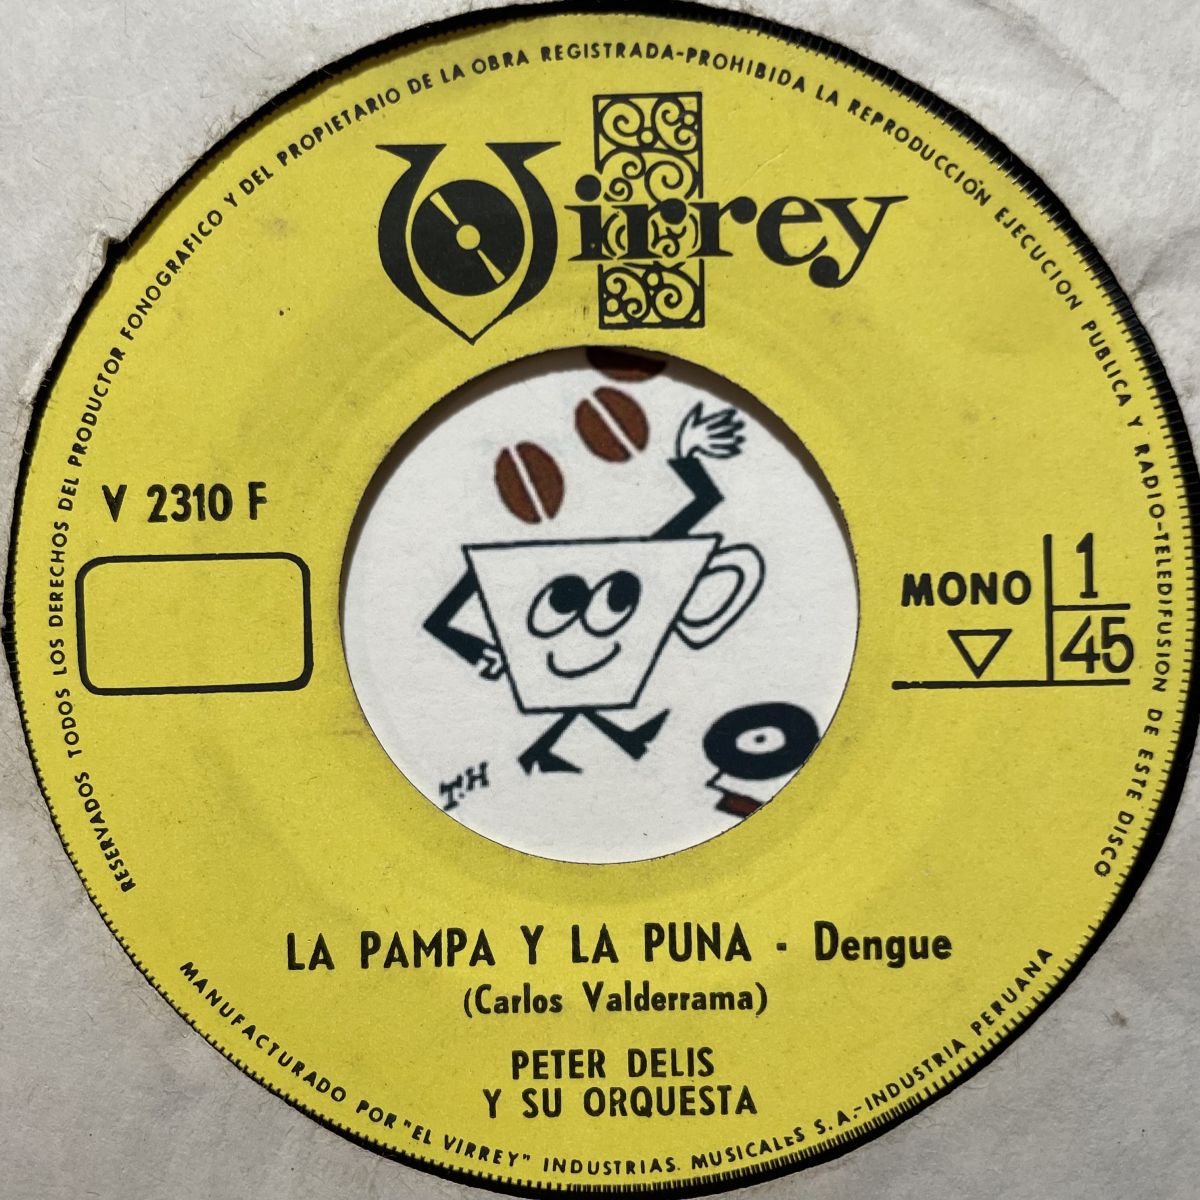 RESERVADOS TODOS LOS DERECHOS DEL PRODUCTOR FONOGRAFICO Y DEL PROPIETARIO DE LA OBRA REGISTRADA-PROHIBIDA LA REPRODUCCIÓN EJECUCION PUBLICA Y RADIO-TELEDIFUSION DE ESTE DISCO
Virrey
V 2310 F
MONO 1
45
T.H
LA PAMPA Y LA PUNA - Dengue
(Carlos Valderrama)
PETER DELIS
Y SU ORQUESTA
MANUFACTURADO POR "EL VIRREY" INDUSTRIAS. MUSICALES S. A.-INDUSTRIA PERUANA